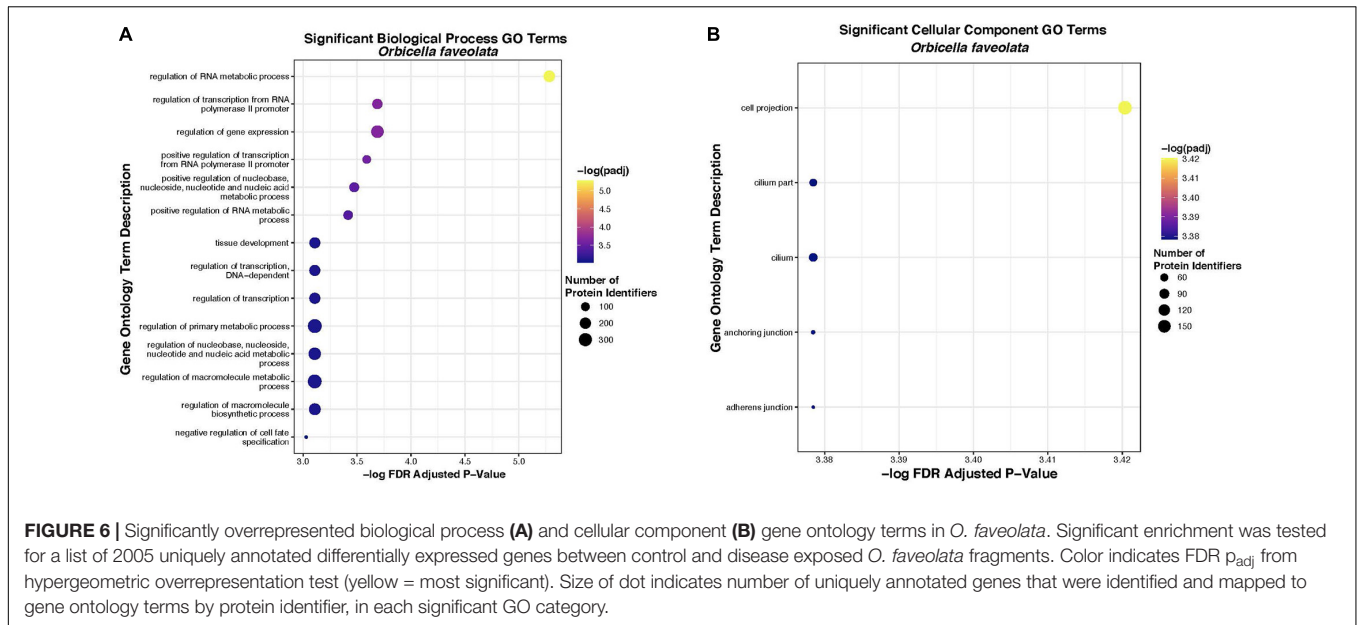 A
Significant Biological Process GO Terms
Orbicella faveolata
Gene Ontology Term Description
regulation of RNA metabolic process
regulation of transcription from RNA
polymerase II promoter
regulation of gene expression
positive regulation of transcription
from RNA polymerase II promoter
positive regulation of nucleobase,
nucleoside, nucleotide and nucleic acid
metabolic process
positive regulation of RNA metabolic
process
tissue development
regulation of transcription,
DNA-dependent
regulation of transcription
regulation of primary metabolic process
regulation of nucleobase, nucleoside,
nucleotide and nucleic acid metabolic
process
regulation of macromolecule metabolic
process
regulation of macromolecule
biosynthetic process
negative regulation of cell fate
specification
3.0 3.5 4.0 4.5 5.0
−log FDR Adjusted P−Value
−log(padj)
5.0
4.5
4.0
3.5
Number of
Protein Identifiers
100
200
300
B
Significant Cellular Component GO Terms
Orbicella faveolata
Gene Ontology Term Description
cell projection
cilium part
cilium
anchoring junction
adherens junction
3.38 3.39 3.40 3.41 3.42
−log FDR Adjusted P−Value
−log(padj)
3.42
3.41
3.40
3.39
3.38
Number of
Protein Identifiers
60
90
120
150
FIGURE 6 | Significantly overrepresented biological process (A) and cellular component (B) gene ontology terms in O. faveolata. Significant enrichment was tested
for a list of 2005 uniquely annotated differentially expressed genes between control and disease exposed O. faveolata fragments. Color indicates FDR padj from
hypergeometric overrepresentation test (yellow = most significant). Size of dot indicates number of uniquely annotated genes that were identified and mapped to
gene ontology terms by protein identifier, in each significant GO category.